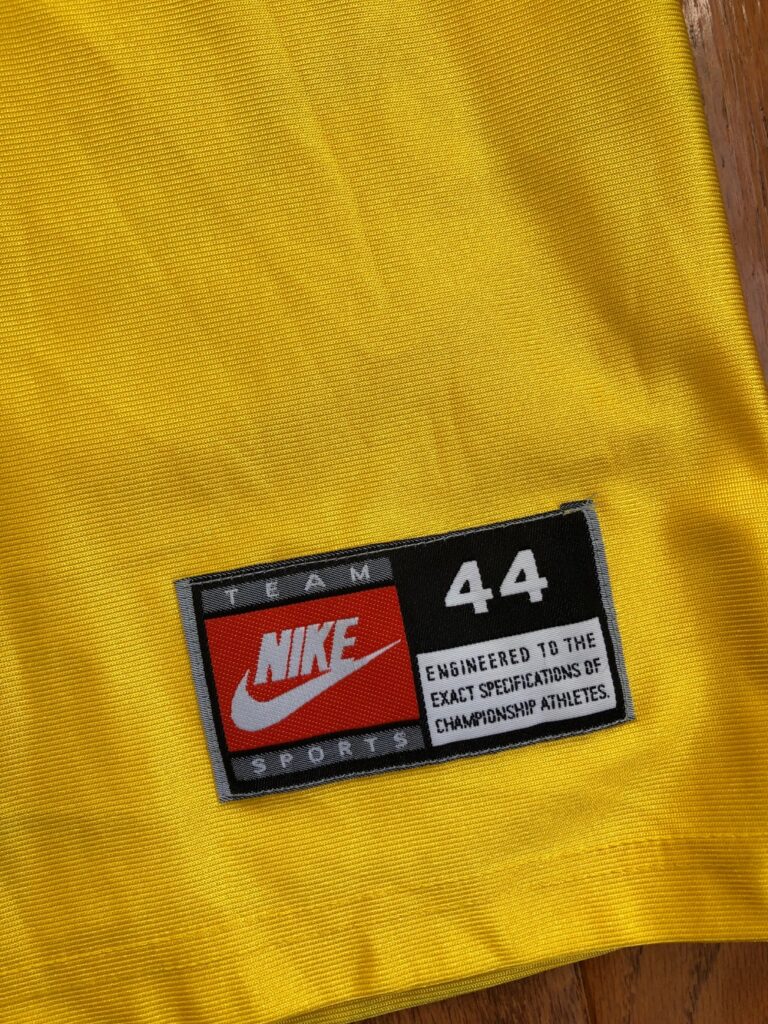 TEAM
NIKE
SPORTS
44
ENGINEERED TO THE
EXACT SPECIFICATIONS OF
CHAMPIONSHIP ATHLETES.